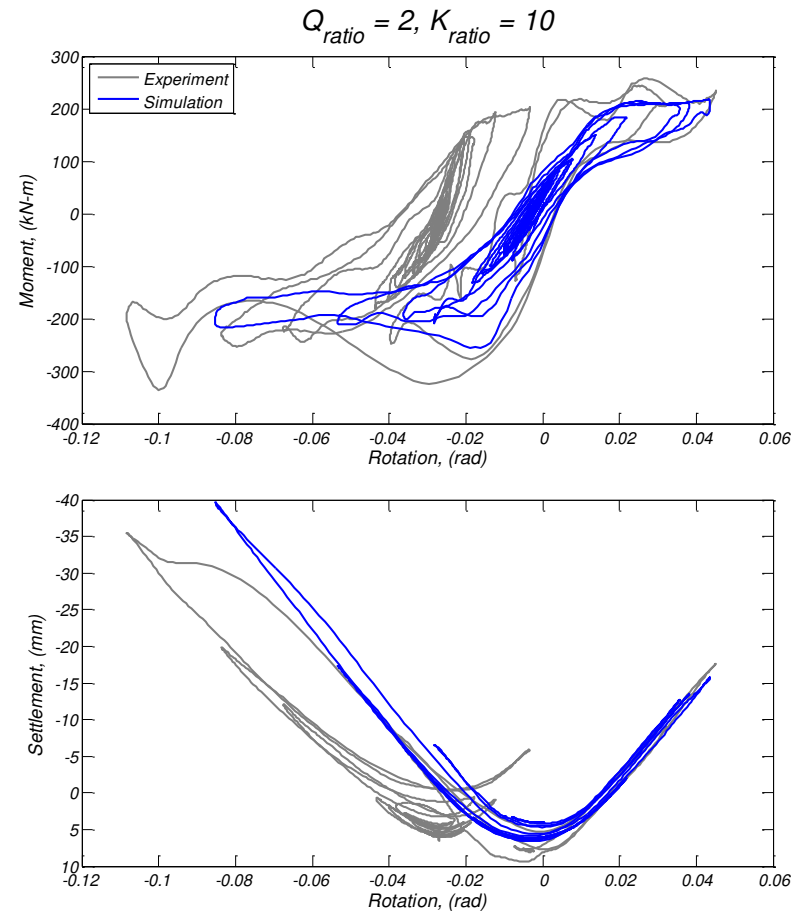 Q_ratio = 2, K_ratio = 10
300
200
100
0
-100
-200
-300
-400
Moment, (kN-m)
Experiment
Simulation
-0.12 -0.1 -0.08 -0.06 -0.04 -0.02 0 0.02 0.04 0.06
Rotation, (rad)
-40
-35
-30
-25
-20
-15
-10
-5
0
5
10
Settlement, (mm)
-0.12 -0.1 -0.08 -0.06 -0.04 -0.02 0 0.02 0.04 0.06
Rotation, (rad)